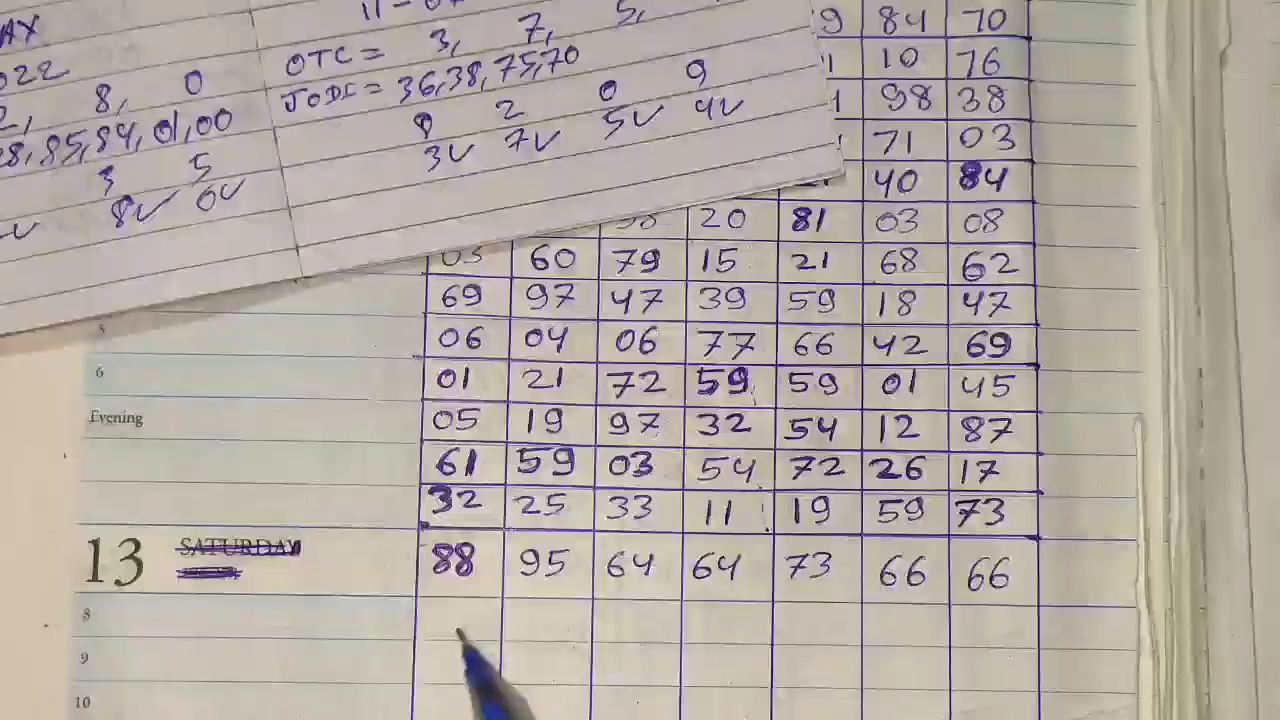 022
8, 0
85,84,01,00
3 5
8✓ 0✓
OTC = 3, 7, 5,
JODI = 36,38,75,70
8 2 0 9
3✓ 7✓ 5✓ 4✓
9 84 70
10 76
98 38
71 03
40 84
20 81 03 08
03 60 79 15 21 68 62
69 97 47 39 59 18 47
5
06 04 06 77 66 42 69
6
01 21 72 59 59 01 45
Evening
05 19 97 32 54 12 87
61 59 03 54 72 26 17
32 25 33 11 19 59 73
13 SATURDAY
88 95 64 64 73 66 66
8
9
10